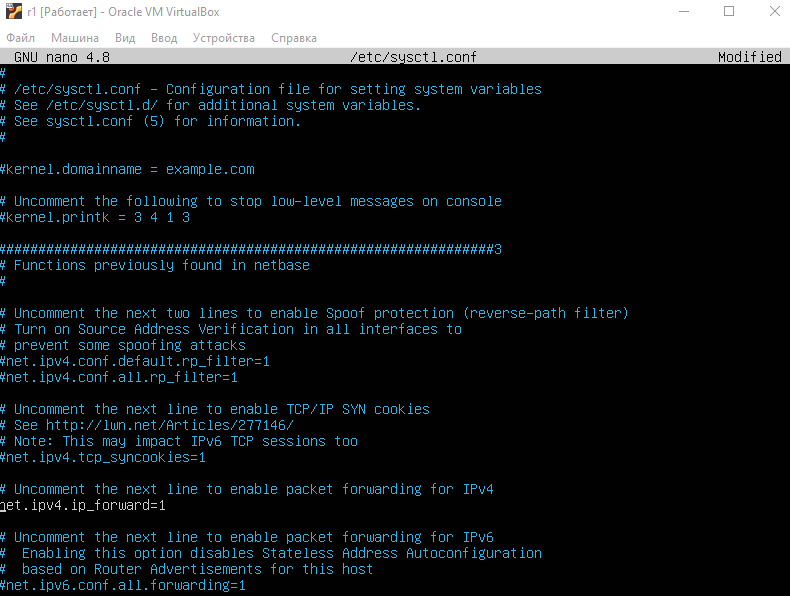 r1 [Работает] - Oracle VM VirtualBox
Файл Машина Вид Ввод Устройства Справка
GNU nano 4.8 /etc/sysctl.conf Modified
#
# /etc/sysctl.conf - Configuration file for setting system variables
# See /etc/sysctl.d/ for additional system variables.
# See sysctl.conf (5) for information.
#
#kernel.domainname = example.com
# Uncomment the following to stop low-level messages on console
#kernel.printk = 3 4 1 3
##############################################################3
# Functions previously found in netbase
#
# Uncomment the next two lines to enable Spoof protection (reverse-path filter)
# Turn on Source Address Verification in all interfaces to
# prevent some spoofing attacks
#net.ipv4.conf.default.rp_filter=1
#net.ipv4.conf.all.rp_filter=1
# Uncomment the next line to enable TCP/IP SYN cookies
# See http://lwn.net/Articles/277146/
# Note: This may impact IPv6 TCP sessions too
#net.ipv4.tcp_syncookies=1
# Uncomment the next line to enable packet forwarding for IPv4
net.ipv4.ip_forward=1
# Uncomment the next line to enable packet forwarding for IPv6
#  Enabling this option disables Stateless Address Autoconfiguration
#  based on Router Advertisements for this host
#net.ipv6.conf.all.forwarding=1